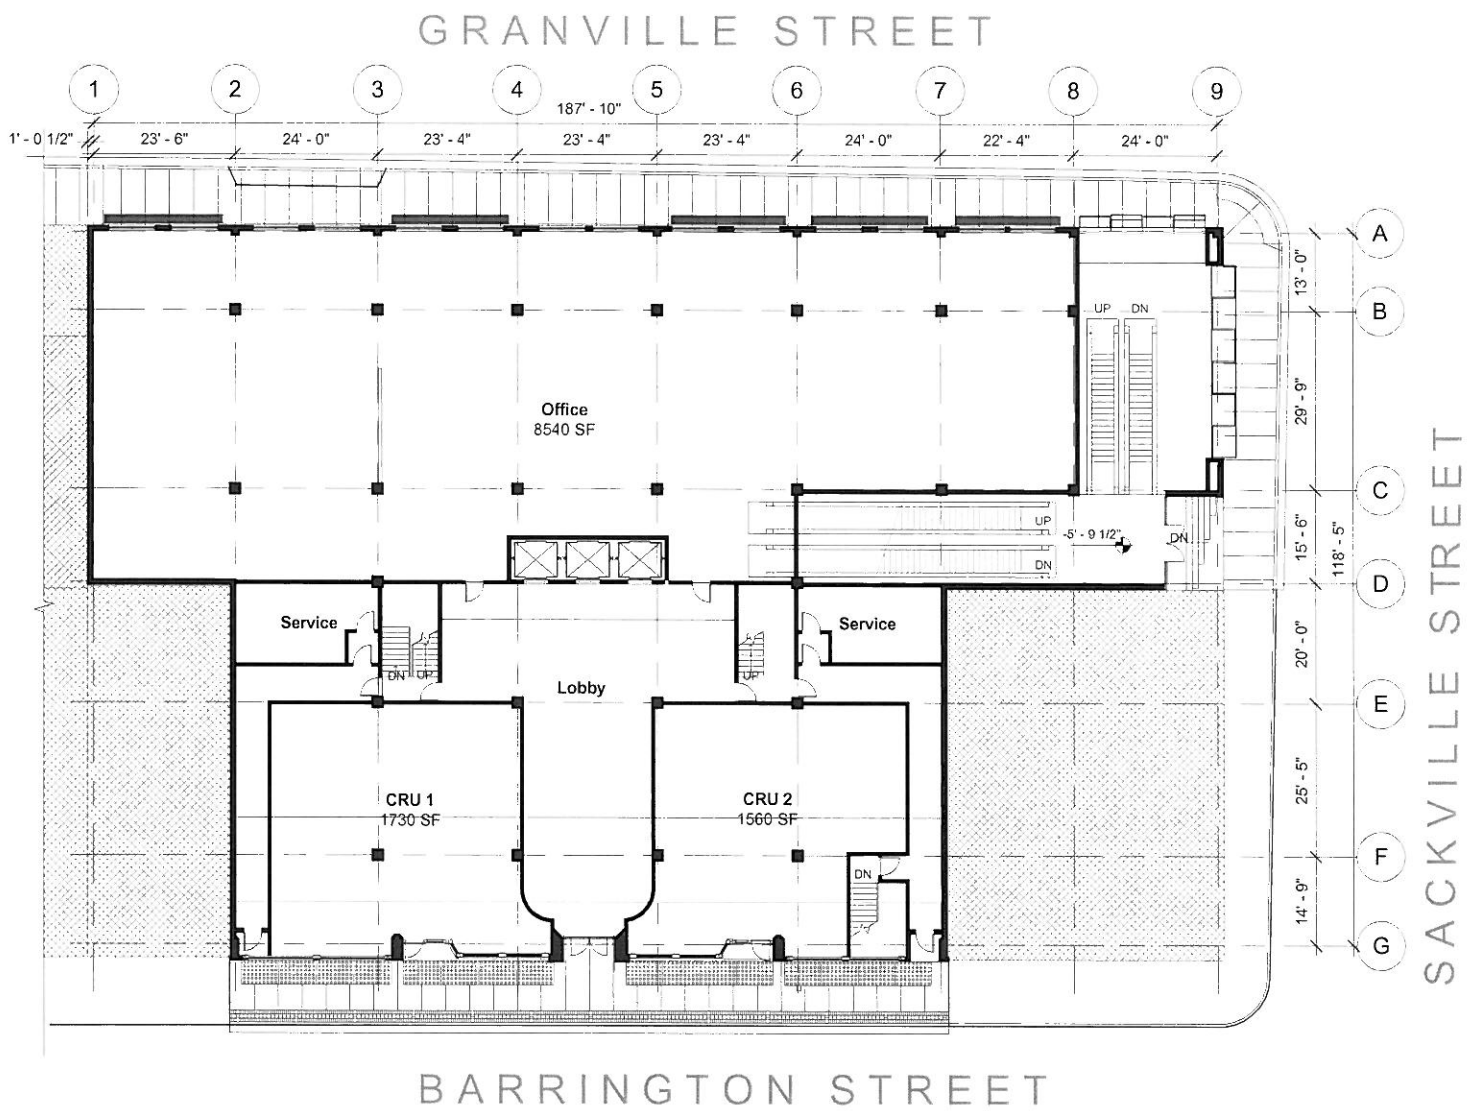 GRANVILLE STREET
1 2 3 4 5 6 7 8 9
187' - 10"
1' - 0 1/2" 23' - 6" 24' - 0" 23' - 4" 23' - 4" 23' - 4" 24' - 0" 22' - 4" 24' - 0"
A
13' - 0"
B
UP DN
29' - 9"
Office
8540 SF
C
UP
-5' - 9 1/2"
DN
DN
15' - 6"
118' - 5"
D
Service
Service
20' - 0"
DN UP
UP
Lobby
E
25' - 5"
CRU 1
1730 SF
CRU 2
1560 SF
F
DN
14' - 9"
G
SACKVILLE STREET
BARRINGTON STREET